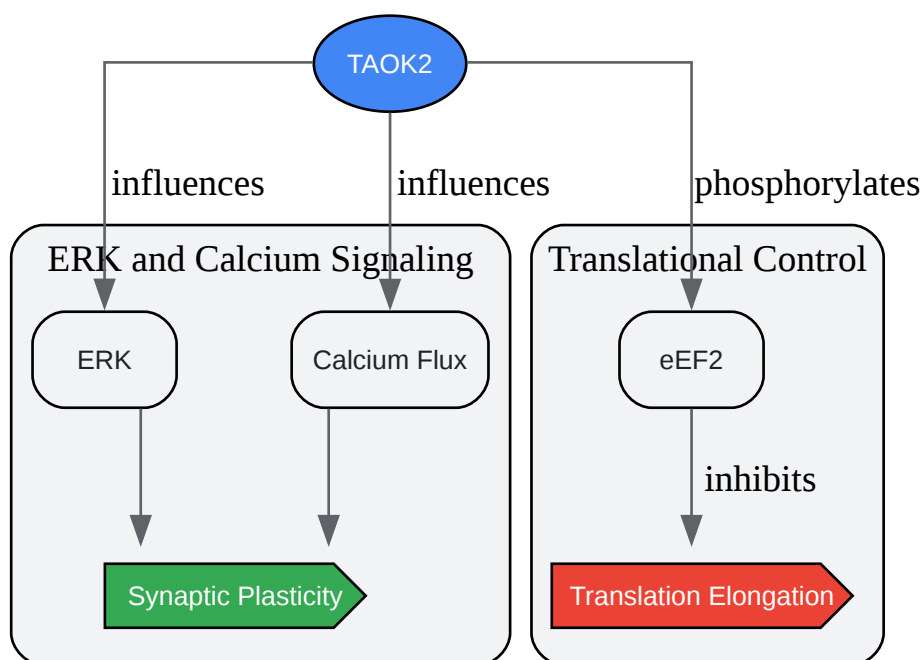 TAOK2
influences
influences
phosphorylates
ERK and Calcium Signaling
Translational Control
ERK
Calcium Flux
eEF2
inhibits
Synaptic Plasticity
Translation Elongation